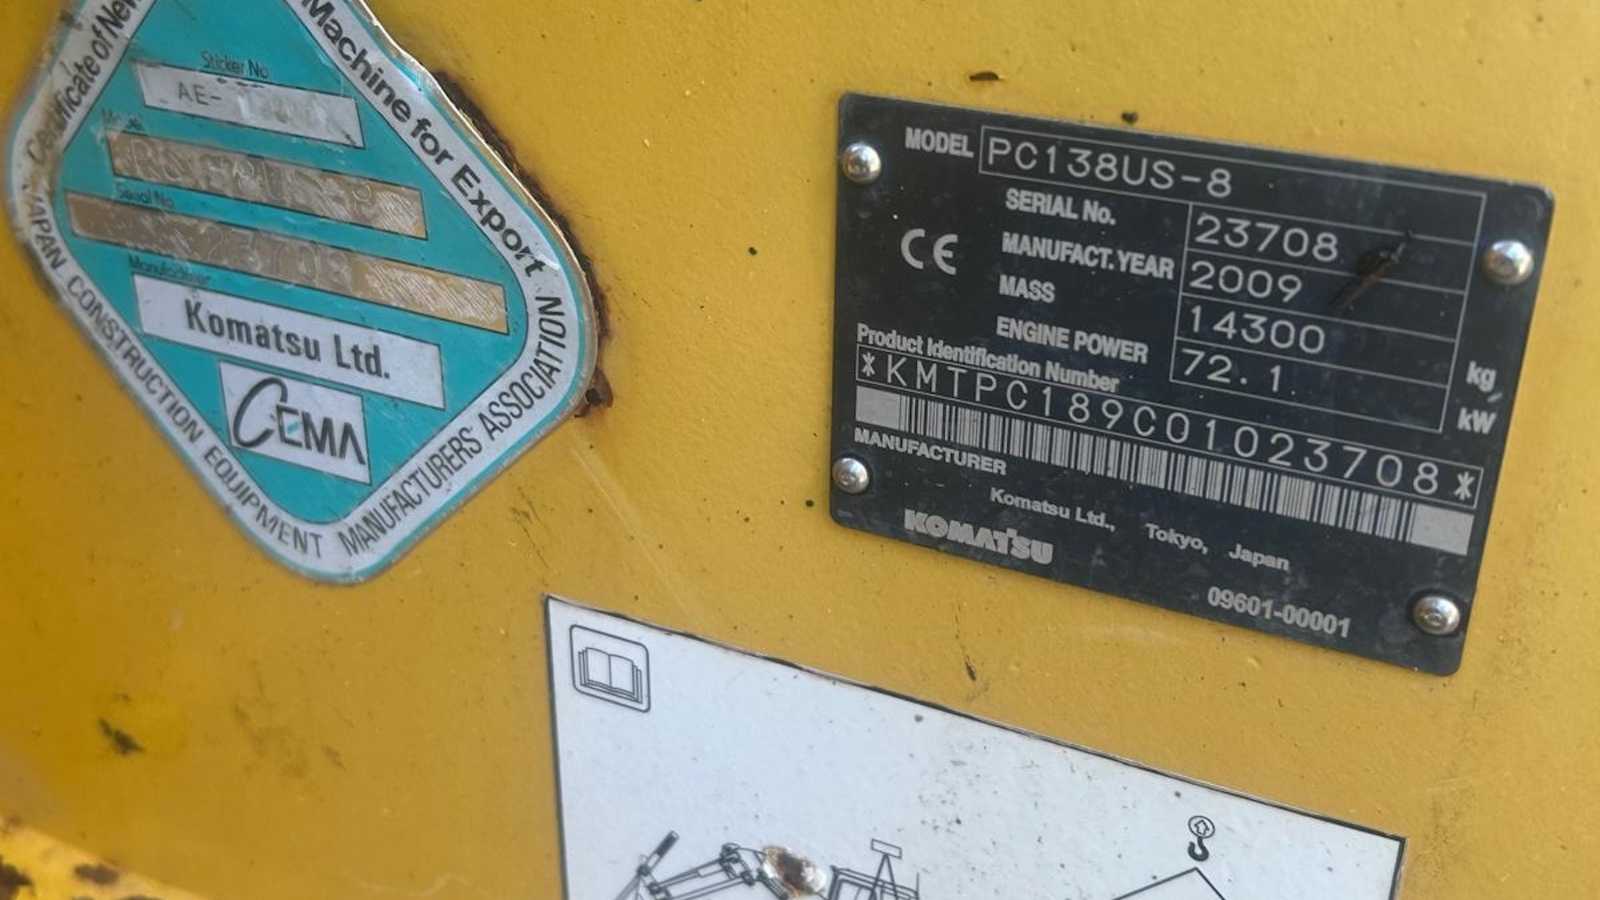 Certificate of New
Machine for Export
Sticker No
AE-
Model
Serial No.
23708
Manufacturer
Komatsu Ltd.
CEMA
JAPAN CONSTRUCTION EQUIPMENT MANUFACTURERS ASSOCIATION
MODEL PC138US-8
SERIAL No. 23708
CE
MANUFACT. YEAR 2009
MASS 14300 kg
ENGINE POWER 72.1 kW
Product Identification Number
*KMTPC189C01023708*
MANUFACTURER
Komatsu Ltd., Tokyo, Japan
KOMATSU
09601-00001